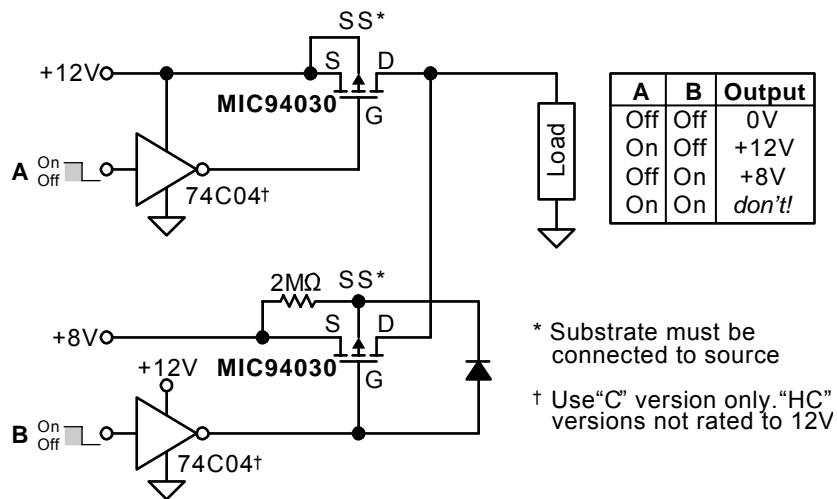 SS*
S D
+12V
MIC94030
G
A On
Off
74C04†
Load
A B Output
Off Off 0V
On Off +12V
Off On +8V
On On don't!
2MΩ SS*
S D
+8V
MIC94030
+12V
G
B On
Off
74C04†
* Substrate must be
connected to source
† Use“C” version only.“HC”
versions not rated to 12V